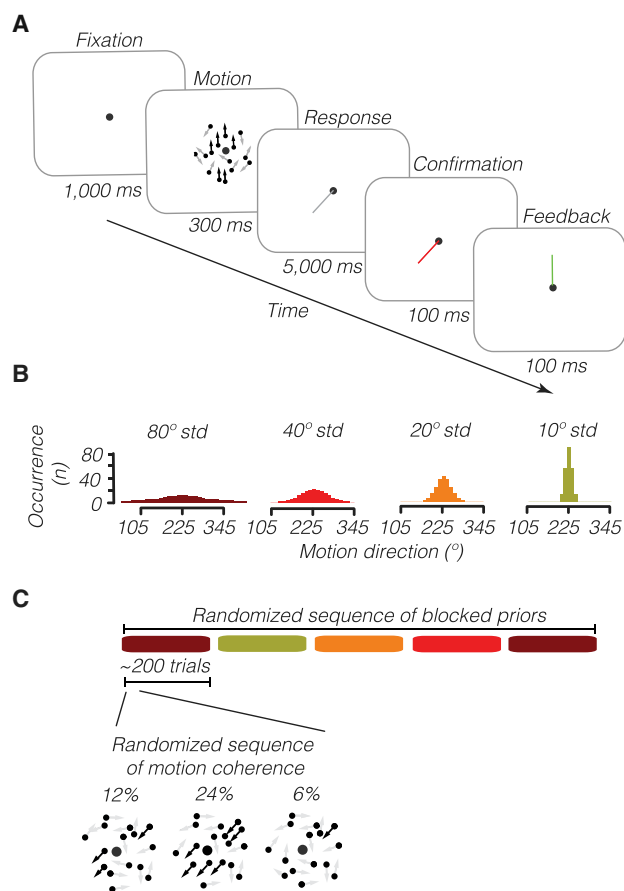 A
Fixation
Motion
Response
Confirmation
Feedback
1,000 ms
300 ms
5,000 ms
100 ms
100 ms
Time
B
80° std
40° std
20° std
10° std
Occurrence
(n)
80
40
0
105 225 345
105 225 345
105 225 345
105 225 345
Motion direction (°)
C
Randomized sequence of blocked priors
~200 trials
Randomized sequence
of motion coherence
12%
24%
6%